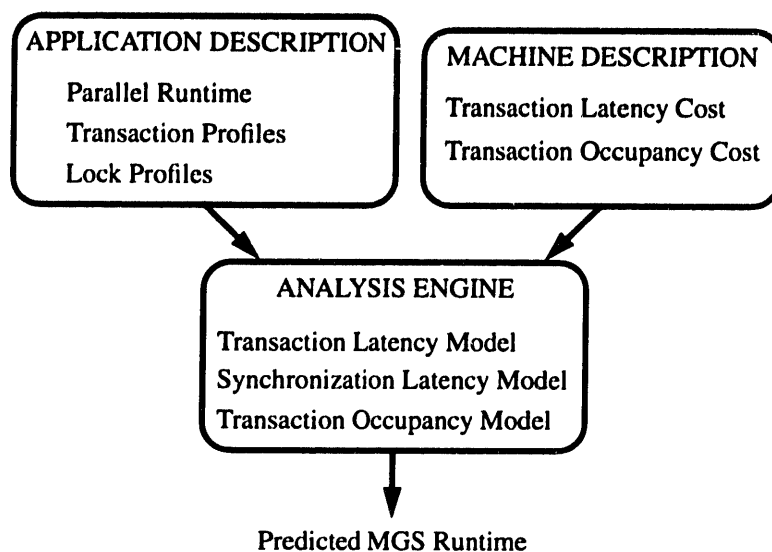 APPLICATION DESCRIPTION
Parallel Runtime
Transaction Profiles
Lock Profiles
MACHINE DESCRIPTION
Transaction Latency Cost
Transaction Occupancy Cost
ANALYSIS ENGINE
Transaction Latency Model
Synchronization Latency Model
Transaction Occupancy Model
Predicted MGS Runtime